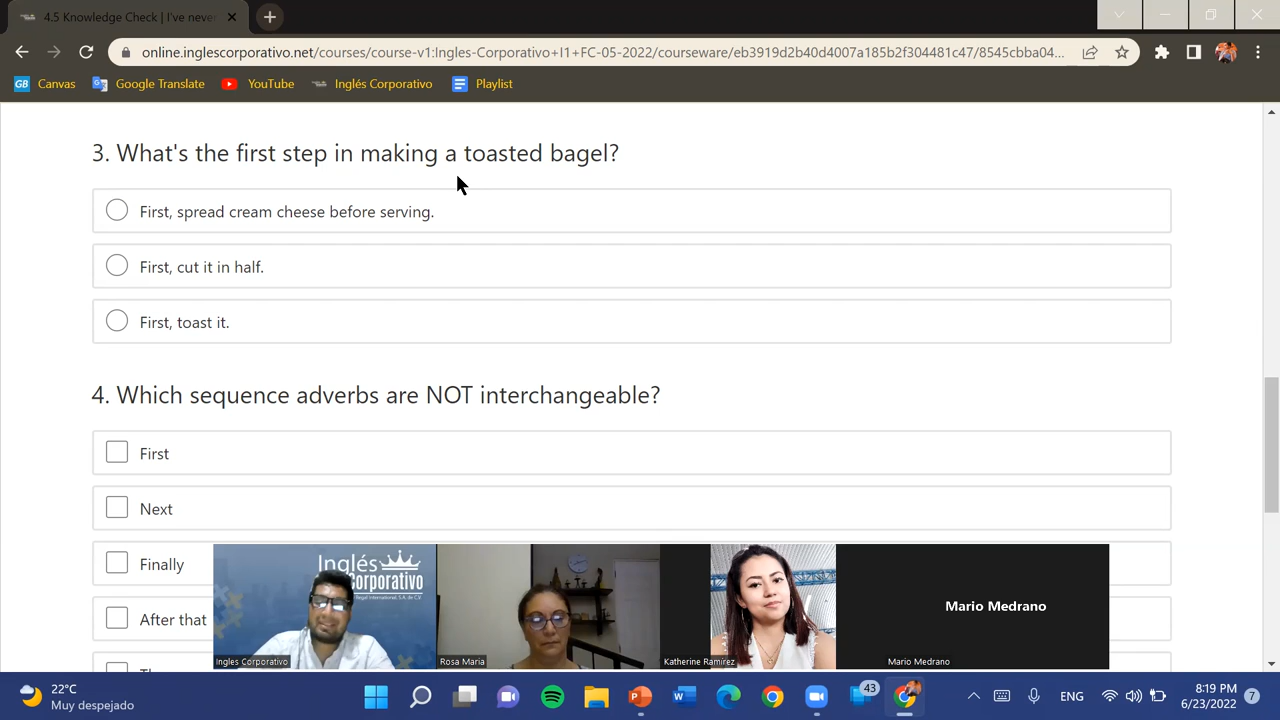 4.5 Knowledge Check | I've neve
online.inglescorporativo.net/courses/course-v1:Ingles-Corporativo+I1+FC-05-2022/courseware/eb3919d2b40d4007a185b2f304481c47/8545cbba04...
GB Canvas Google Translate YouTube Inglés Corporativo Playlist
3. What's the first step in making a toasted bagel?
First, spread cream cheese before serving.
First, cut it in half.
First, toast it.
4. Which sequence adverbs are NOT interchangeable?
First
Next
Finally
After that
Inglés
Corporativo
Ingles Corporativo
Rosa Maria
Katherine Ramírez
Mario Medrano
Mario Medrano
22°C
Muy despejado
43
ENG
8:19 PM
6/23/2022
7